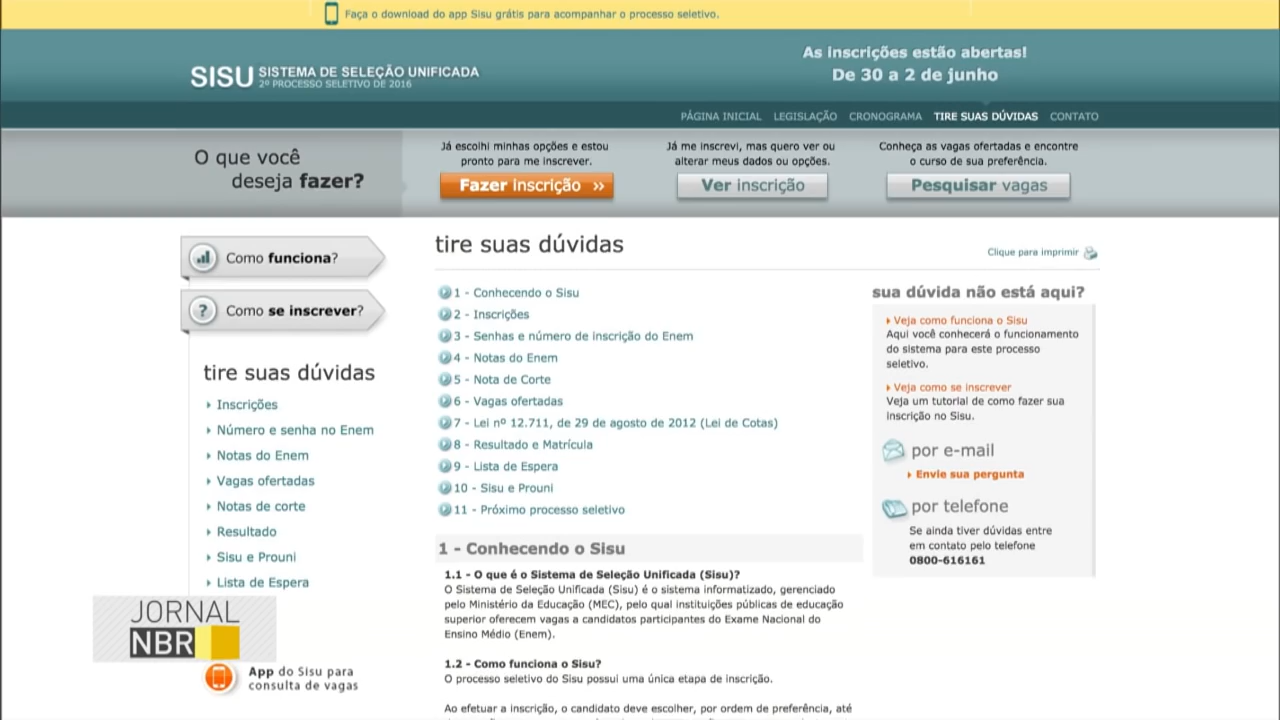 Faça o download do app Sisu grátis para acompanhar o processo seletivo.
SISU SISTEMA DE SELEÇÃO UNIFICADA
2º PROCESSO SELETIVO DE 2016
As inscrições estão abertas!
De 30 a 2 de junho
PÁGINA INICIAL LEGISLAÇÃO CRONOGRAMA TIRE SUAS DÚVIDAS CONTATO
O que você
deseja fazer?
Já escolhi minhas opções e estou
pronto para me inscrever.
Fazer inscrição »
Já me inscrevi, mas quero ver ou
alterar meus dados ou opções.
Ver inscrição
Conheça as vagas ofertadas e encontre
o curso de sua preferência.
Pesquisar vagas
Como funciona?
Como se inscrever?
tire suas dúvidas
Inscrições
Número e senha no Enem
Notas do Enem
Vagas ofertadas
Notas de corte
Resultado
Sisu e Prouni
Lista de Espera
JORNAL
NBR
App do Sisu para
consulta de vagas
tire suas dúvidas
Clique para imprimir
1 - Conhecendo o Sisu
2 - Inscrições
3 - Senhas e número de inscrição do Enem
4 - Notas do Enem
5 - Nota de Corte
6 - Vagas ofertadas
7 - Lei nº 12.711, de 29 de agosto de 2012 (Lei de Cotas)
8 - Resultado e Matrícula
9 - Lista de Espera
10 - Sisu e Prouni
11 - Próximo processo seletivo
1 - Conhecendo o Sisu
1.1 - O que é o Sistema de Seleção Unificada (Sisu)?
O Sistema de Seleção Unificada (Sisu) é o sistema informatizado, gerenciado
pelo Ministério da Educação (MEC), pelo qual instituições públicas de educação
superior oferecem vagas a candidatos participantes do Exame Nacional do
Ensino Médio (Enem).
1.2 - Como funciona o Sisu?
O processo seletivo do Sisu possui uma única etapa de inscrição.
Ao efetuar a inscrição, o candidato deve escolher, por ordem de preferência, até
sua dúvida não está aqui?
Veja como funciona o Sisu
Aqui você conhecerá o funcionamento
do sistema para este processo
seletivo.
Veja como se inscrever
Veja um tutorial de como fazer sua
inscrição no Sisu.
por e-mail
Envie sua pergunta
por telefone
Se ainda tiver dúvidas entre
em contato pelo telefone
0800-616161